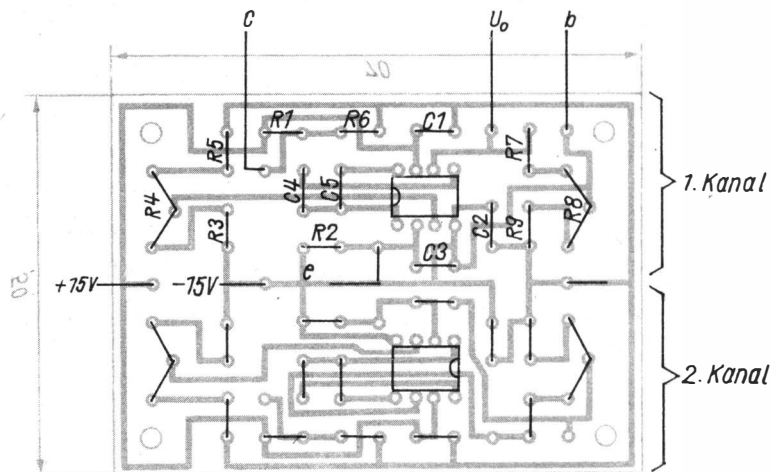 C
U₀
b
70
R5
R1
R6
C1
R7
R4
C4
C5
R3
R2
C3
C2
R9
R8
1. Kanal
50
e
+15V
-15V
2. Kanal